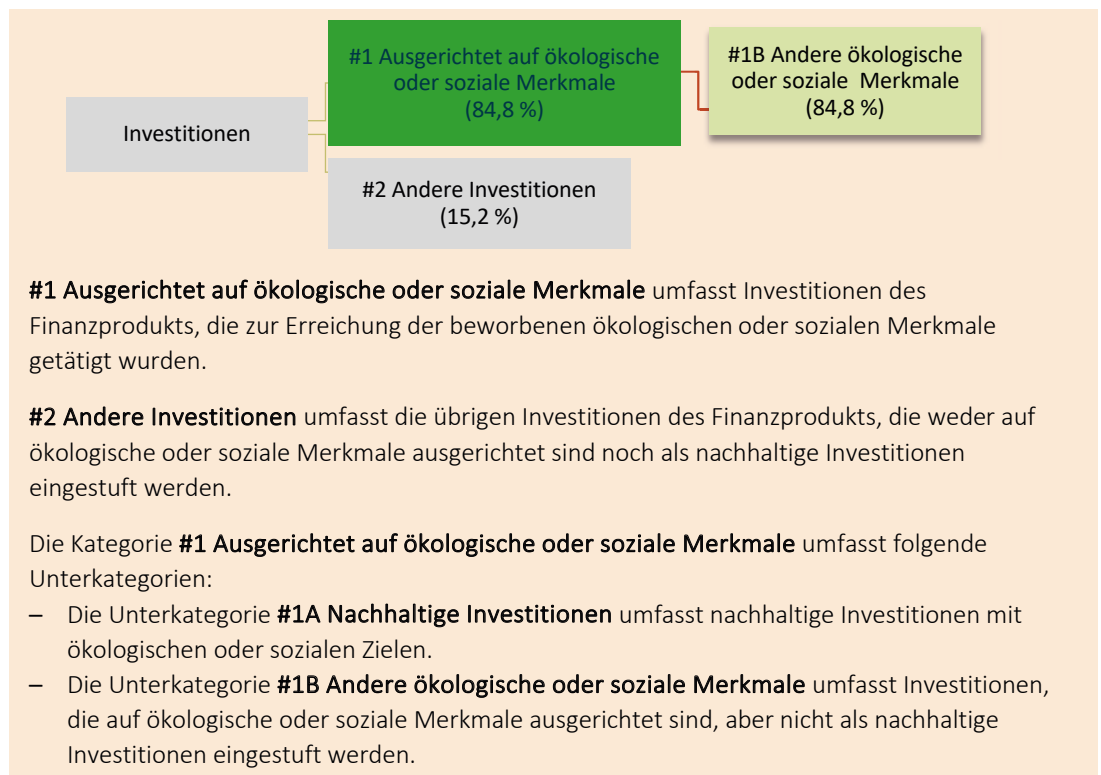 #1 Ausgerichtet auf ökologische
oder soziale Merkmale
(84,8 %)
#1B Andere ökologische
oder soziale Merkmale
(84,8 %)
Investitionen
#2 Andere Investitionen
(15,2 %)
#1 Ausgerichtet auf ökologische oder soziale Merkmale umfasst Investitionen des
Finanzprodukts, die zur Erreichung der beworbenen ökologischen oder sozialen Merkmale
getätigt wurden.
#2 Andere Investitionen umfasst die übrigen Investitionen des Finanzprodukts, die weder auf
ökologische oder soziale Merkmale ausgerichtet sind noch als nachhaltige Investitionen
eingestuft werden.
Die Kategorie #1 Ausgerichtet auf ökologische oder soziale Merkmale umfasst folgende
Unterkategorien:
– Die Unterkategorie #1A Nachhaltige Investitionen umfasst nachhaltige Investitionen mit
ökologischen oder sozialen Zielen.
– Die Unterkategorie #1B Andere ökologische oder soziale Merkmale umfasst Investitionen,
die auf ökologische oder soziale Merkmale ausgerichtet sind, aber nicht als nachhaltige
Investitionen eingestuft werden.